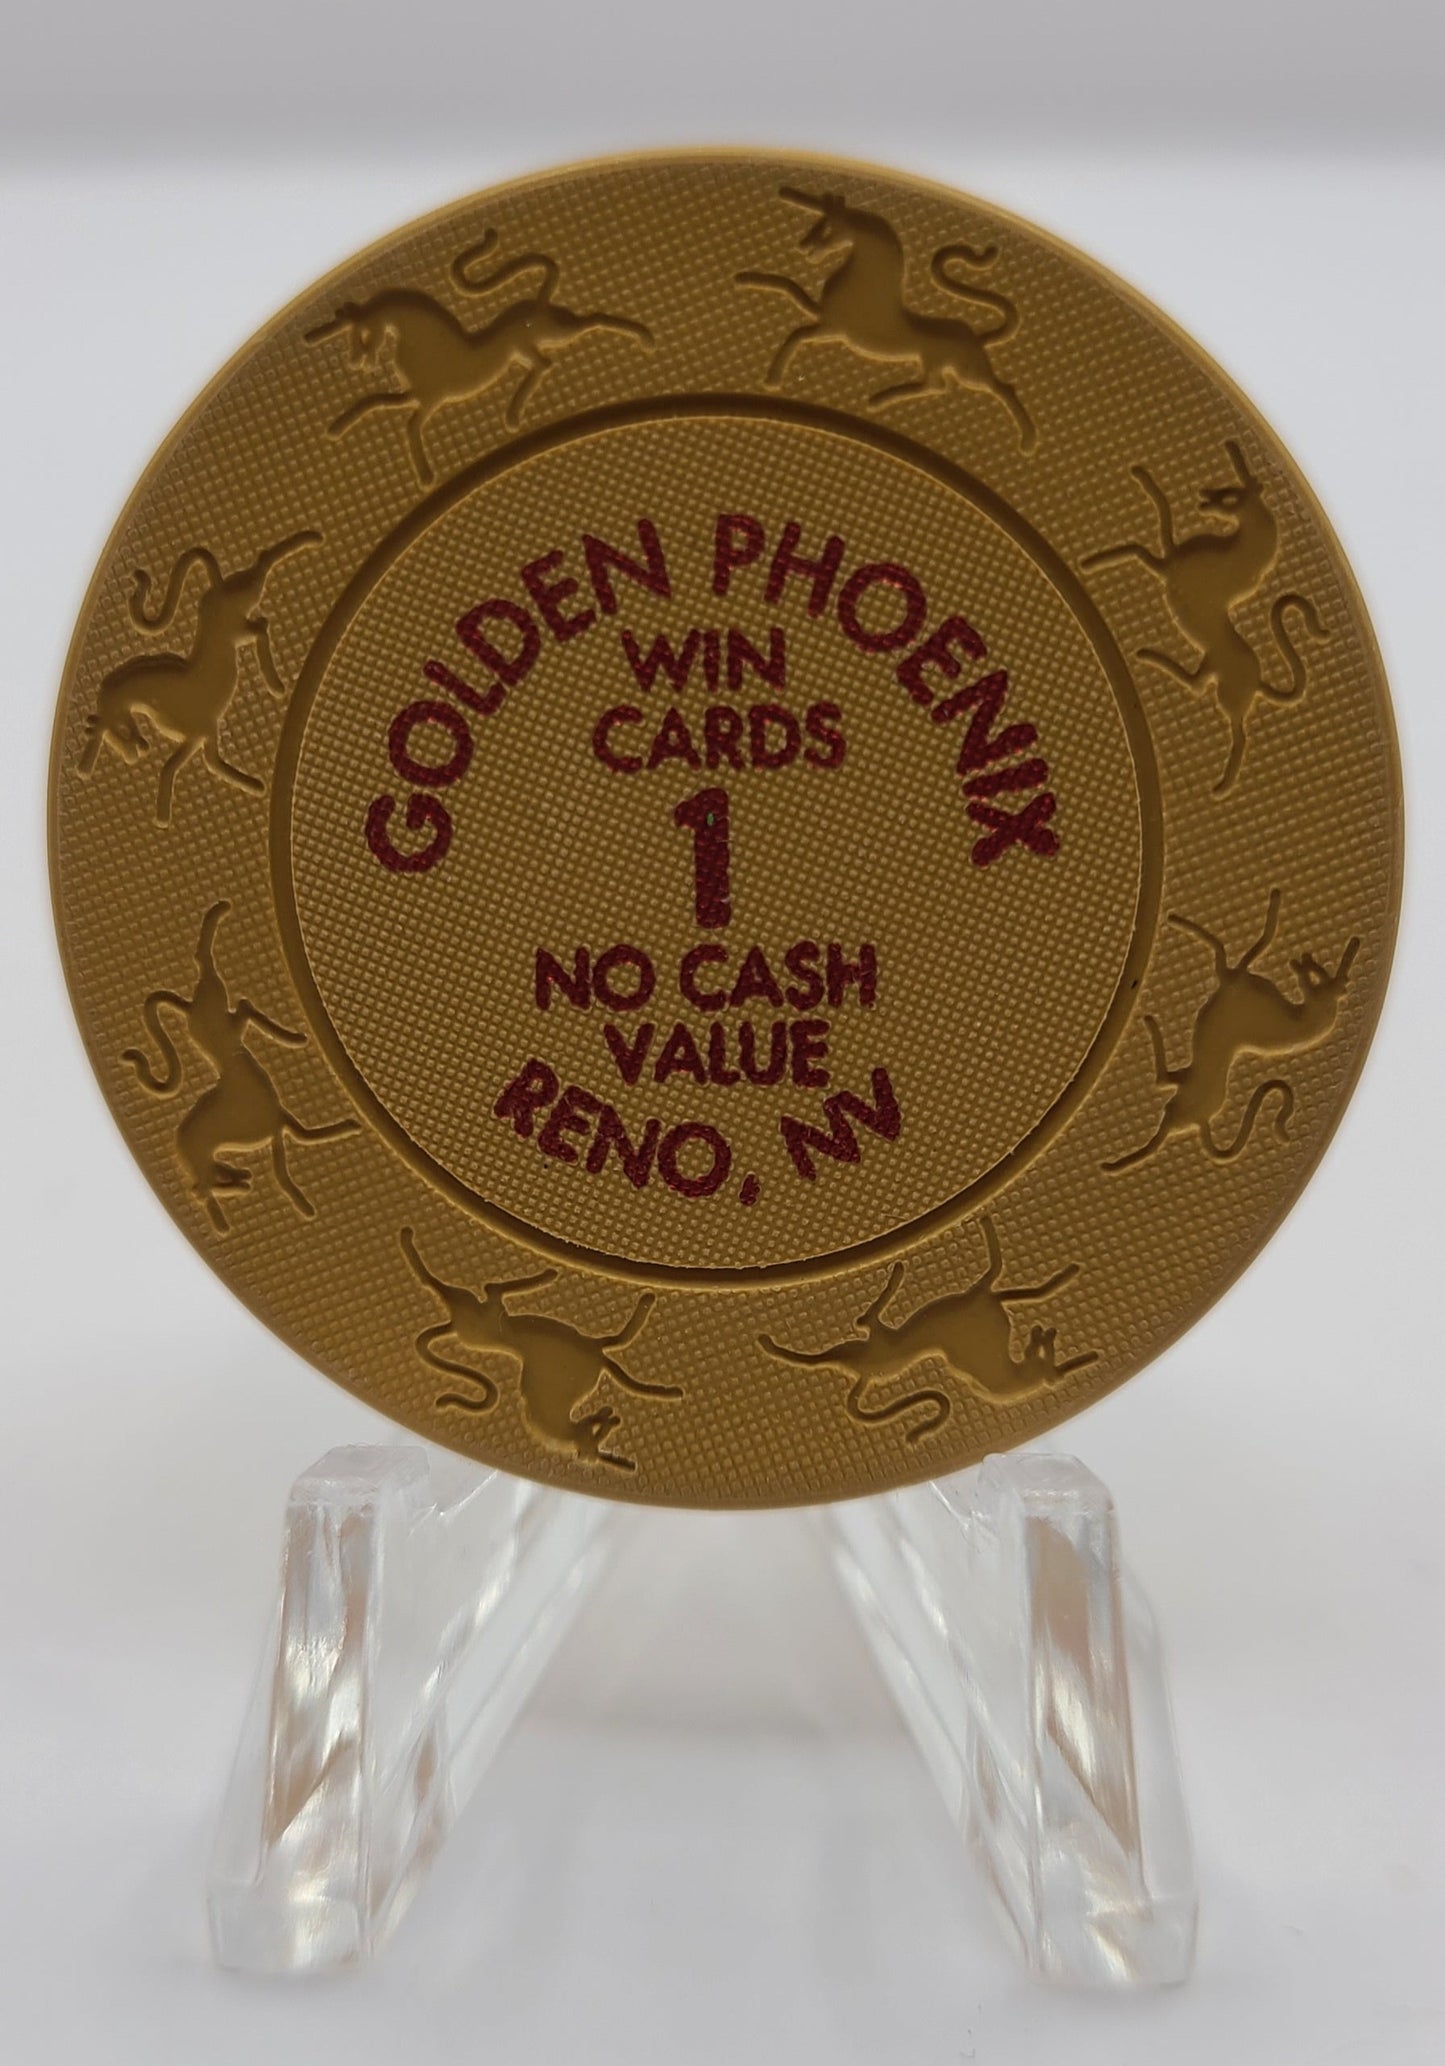 GOLDEN PHOENIX
WIN
CARDS
1
NO CASH
VALUE
RENO, NV